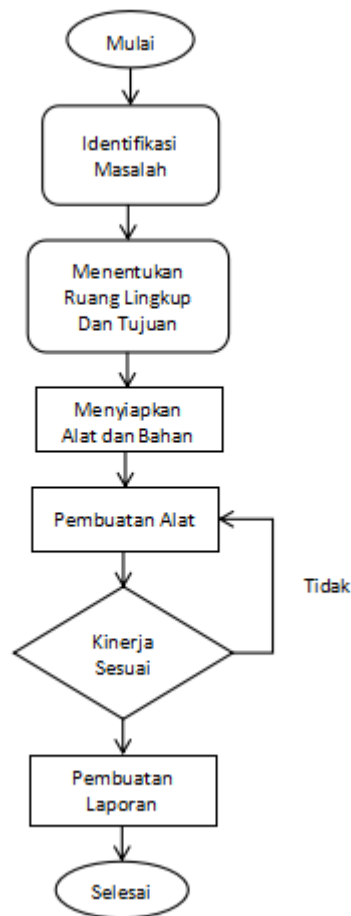 Mulai
Identifikasi
Masalah
Menentukan
Ruang Lingkup
Dan Tujuan
Menyiapkan
Alat dan Bahan
Pembuatan Alat
Tidak
Kinerja
Sesuai
Pembuatan
Laporan
Selesai